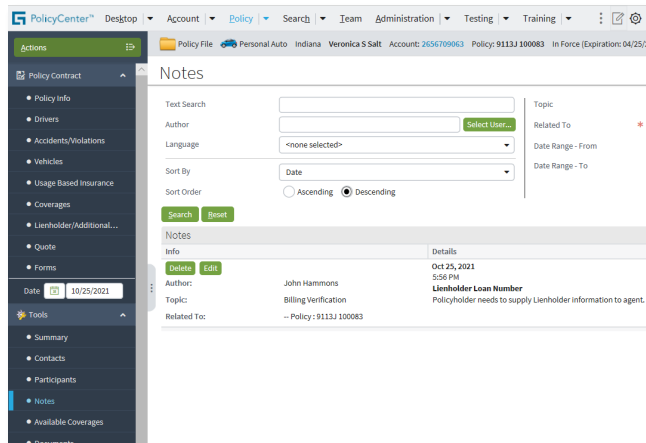 PolicyCenter™ Desktop Account Policy Search Team Administration Testing Training
Actions
Policy File Personal Auto Indiana Veronica S Salt Account: 2656709063 Policy: 9113J 100083 In Force (Expiration: 04/25/
Policy Contract
Policy Info
Drivers
Accidents/Violations
Vehicles
Usage Based Insurance
Coverages
Lienholder/Additional...
Quote
Forms
Date 10/25/2021
Tools
Summary
Contacts
Participants
Notes
Available Coverages
Documents
Notes
Text Search
Author Select User...
Language <none selected>
Sort By Date
Sort Order Ascending Descending
Topic
Related To *
Date Range - From
Date Range - To
Search Reset
Notes
Info Details
Delete Edit
Author: John Hammons
Topic: Billing Verification
Related To: -- Policy : 9113J 100083
Oct 25, 2021
5:56 PM
Lienholder Loan Number
Policyholder needs to supply Lienholder information to agent.